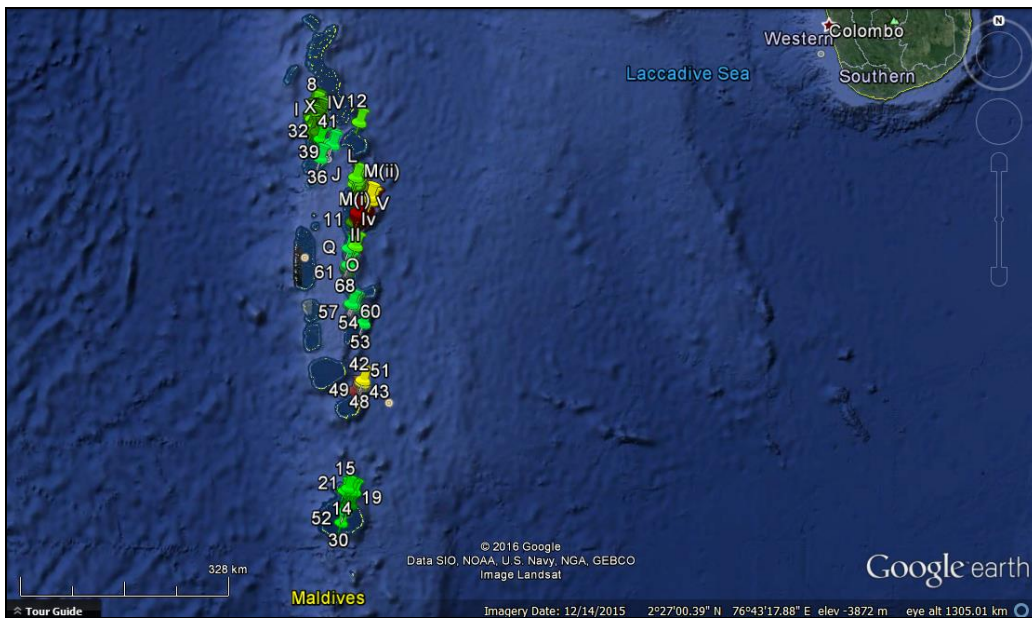 Western
Colombo
N
Laccadive Sea
Southern
8
I X IV 12
41
32
39
L
36 J M(ii)
M(i) V
11 Iv
II
Q
O
61
68
57 60
54
53
42
51
49 43
48
15
21
19
14
52
30
© 2016 Google
Data SIO, NOAA, U.S. Navy, NGA, GEBCO
Image Landsat
Google earth
328 km
Maldives
Tour Guide
Imagery Date: 12/14/2015 2°27'00.39" N 76°43'17.88" E elev -3872 m eye alt 1305.01 km